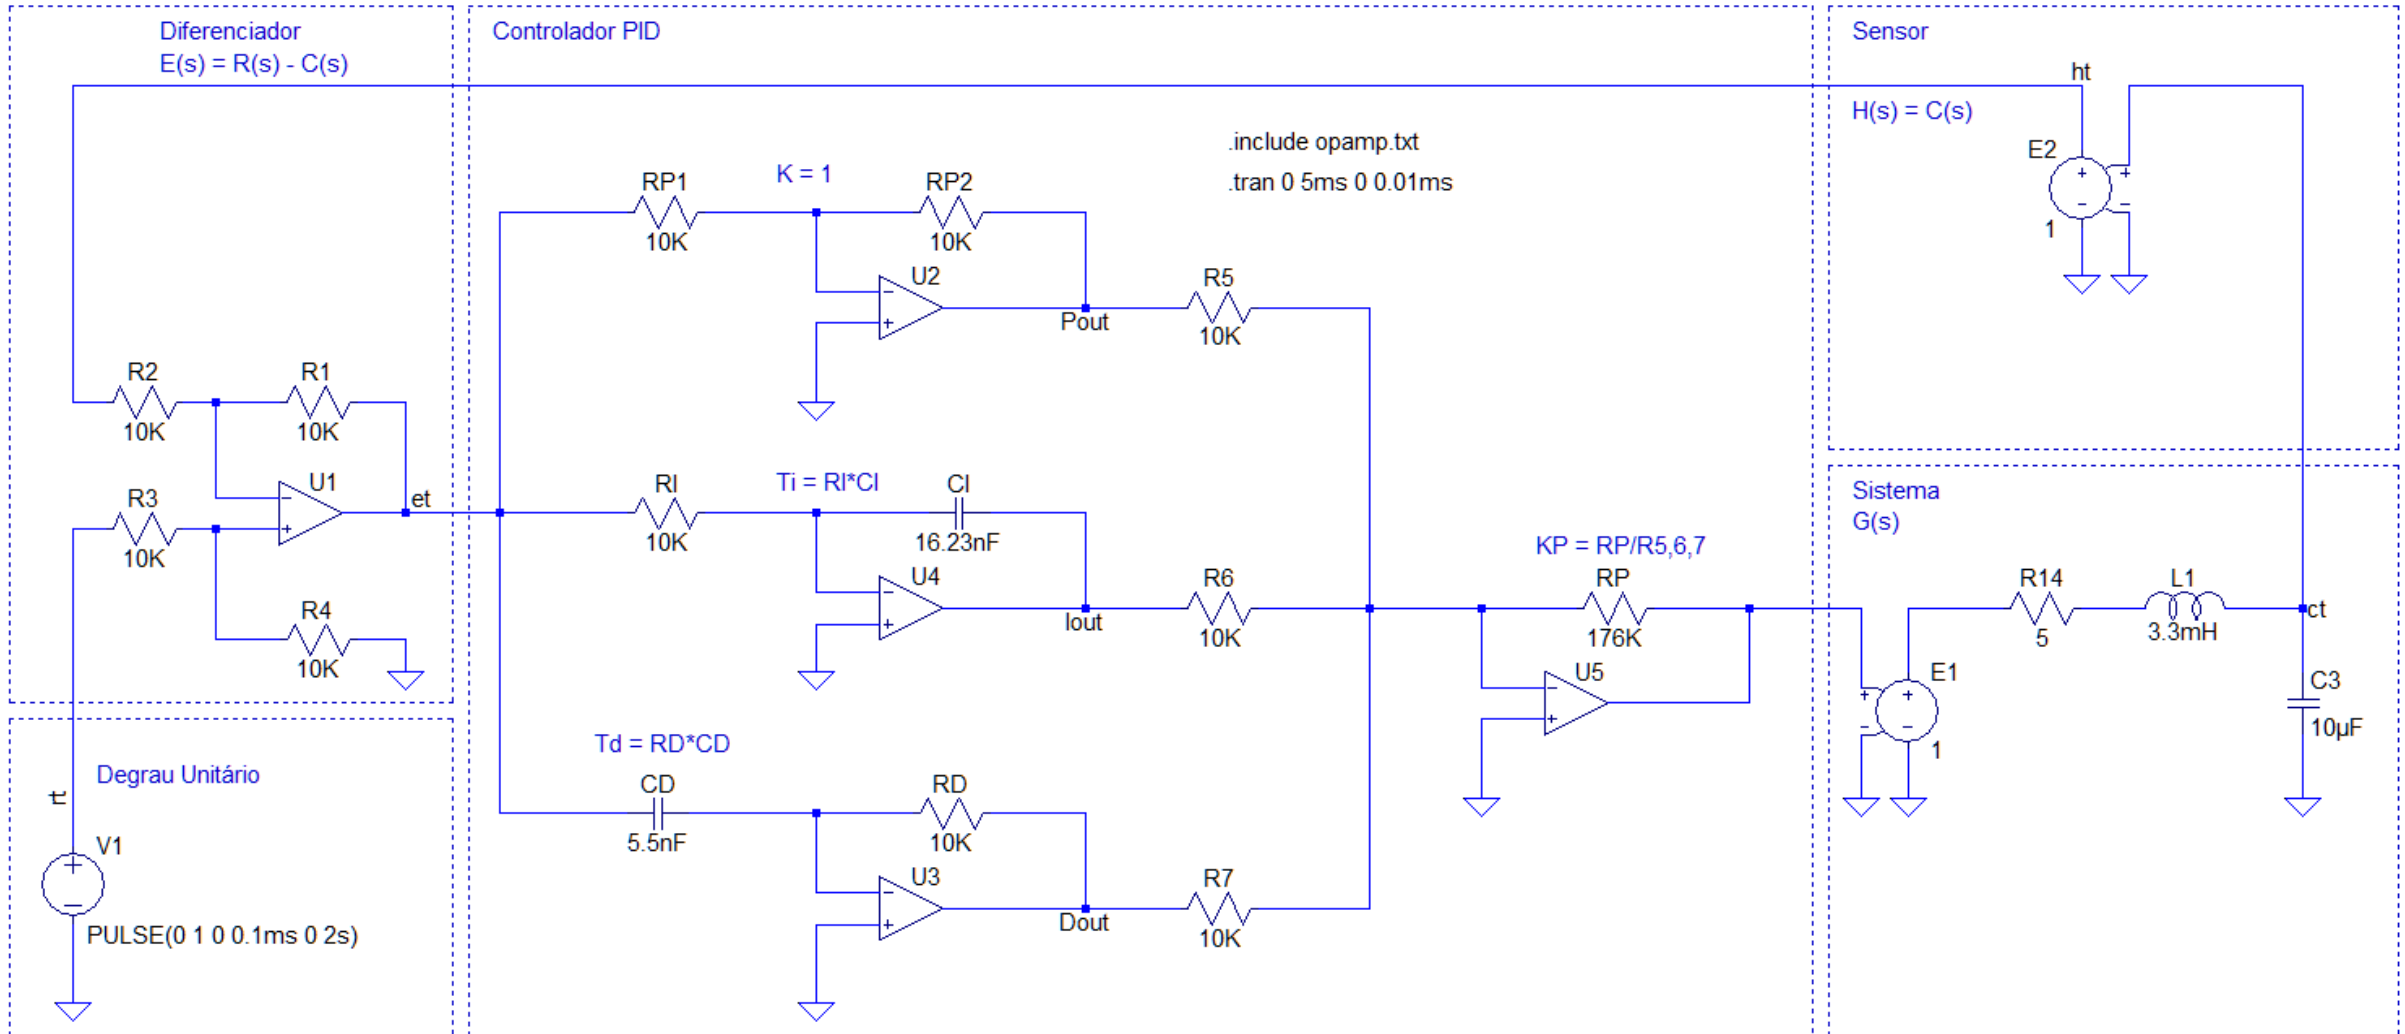 Diferenciador
E(s) = R(s) - C(s)
Controlador PID
Sensor
ht
H(s) = C(s)
E2
1
.include opamp.txt
.tran 0 5ms 0 0.01ms
RP1
10K
K = 1
RP2
10K
U2
Pout
R5
10K
R2
10K
R1
10K
U1
et
R3
10K
R4
10K
RI
10K
Ti = RI*CI
CI
16.23nF
U4
Iout
R6
10K
KP = RP/R5,6,7
RP
176K
U5
Sistema
G(s)
R14
5
L1
3.3mH
ct
E1
1
C3
10µF
Td = RD*CD
CD
5.5nF
RD
10K
U3
Dout
R7
10K
Degrau Unitário
rt
V1
PULSE(0 1 0 0.1ms 0 2s)